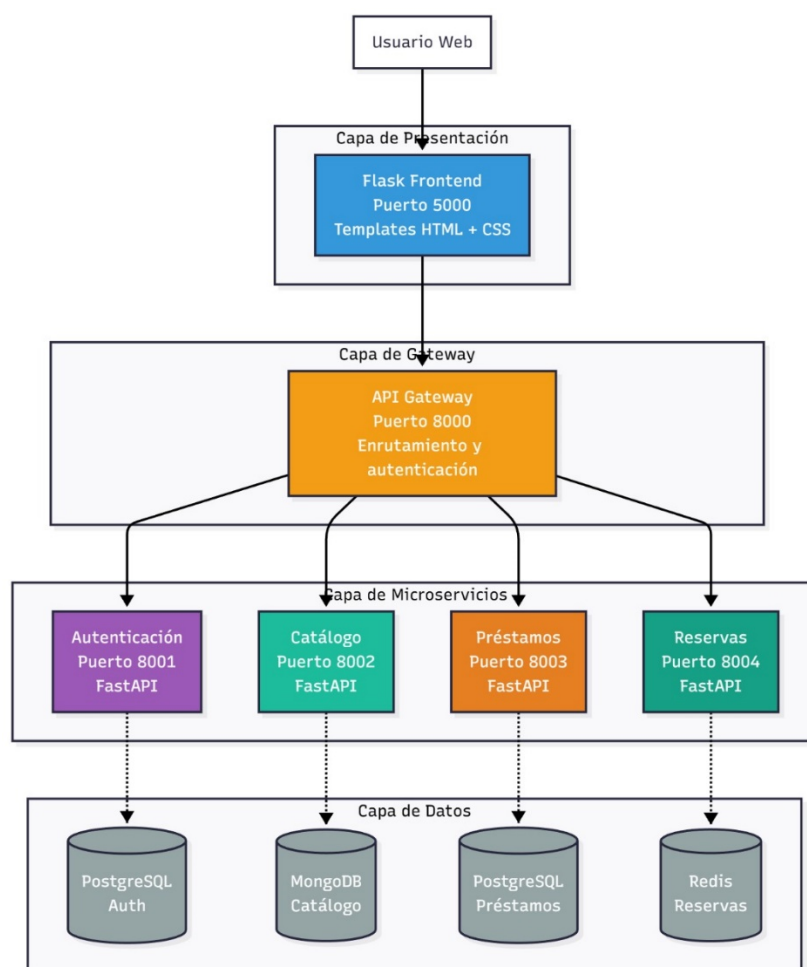 Usuario Web
Capa de Presentación
Flask Frontend
Puerto 5000
Templates HTML + CSS
Capa de Gateway
API Gateway
Puerto 8000
Enrutamiento y
autenticación
Capa de Microservicios
Autenticación
Puerto 8001
FastAPI
Catálogo
Puerto 8002
FastAPI
Préstamos
Puerto 8003
FastAPI
Reservas
Puerto 8004
FastAPI
Capa de Datos
PostgreSQL
Auth
MongoDB
Catálogo
PostgreSQL
Préstamos
Redis
Reservas